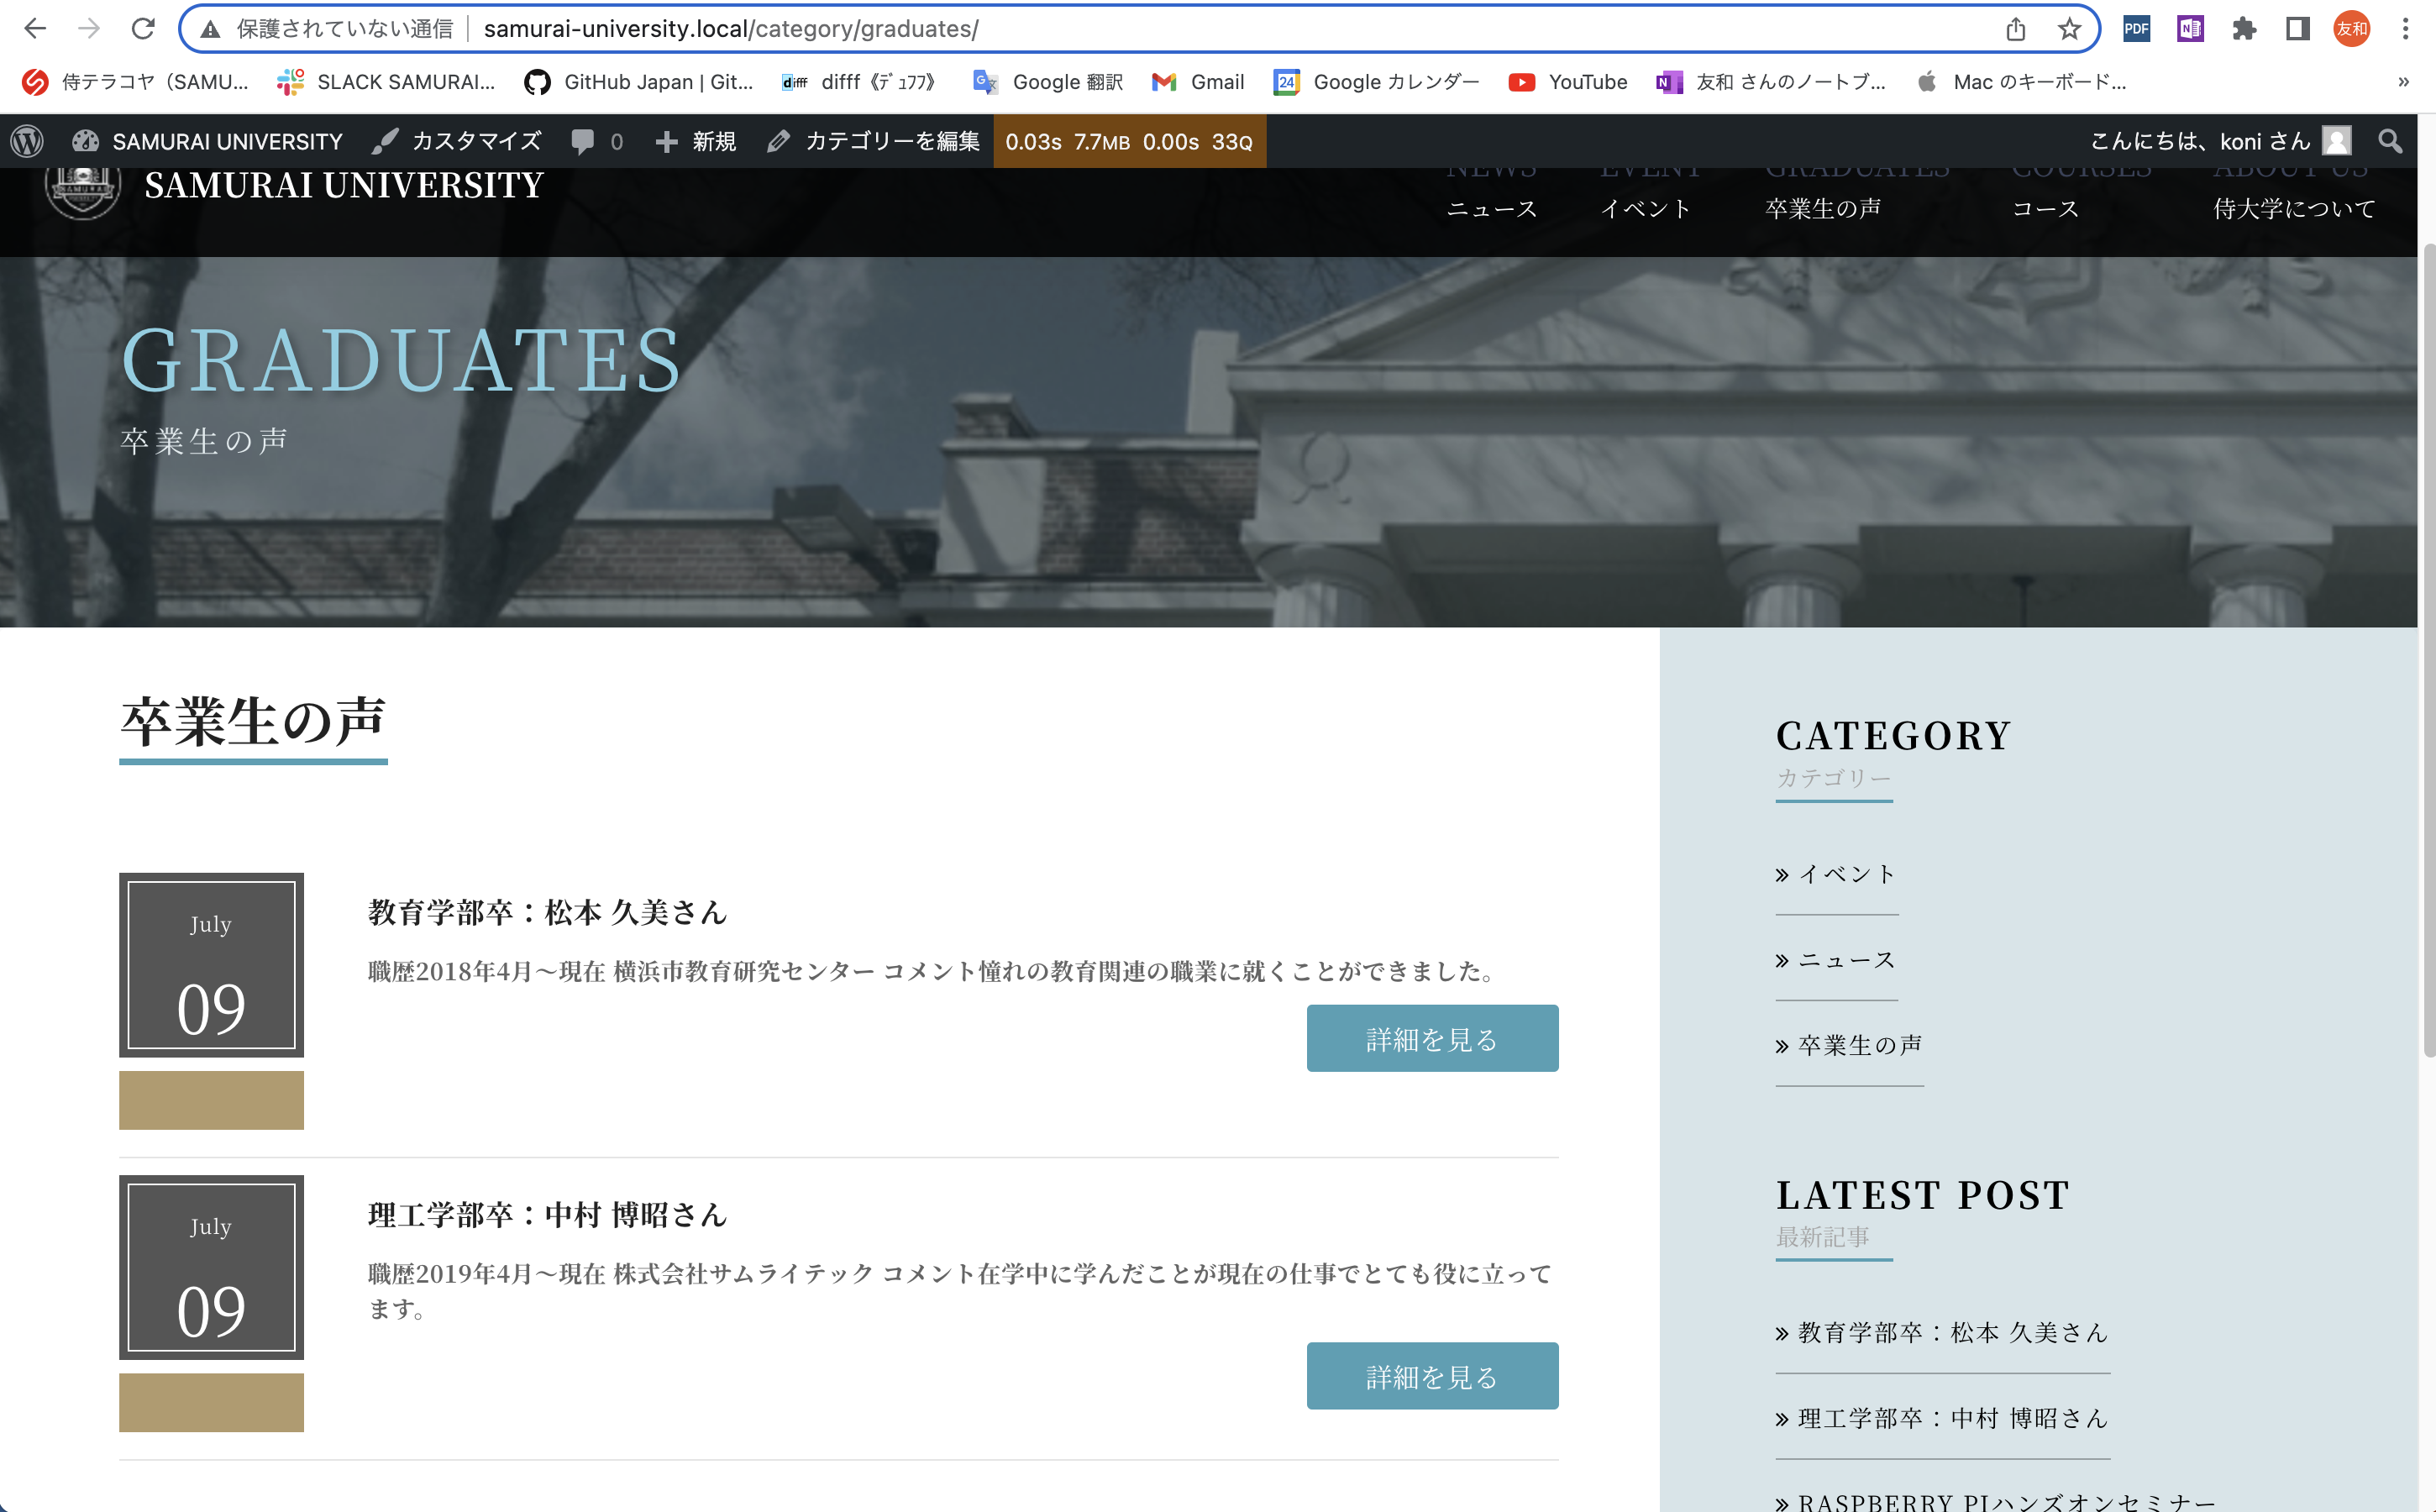 保護されていない通信 samurai-university.local/category/graduates/
PDF N 友和
侍テラコヤ（SAMU... SLACK SAMURAI... GitHub Japan | Git... difff difff《ﾃﾞｭﾌﾌ》 Google 翻訳 Gmail 24 Google カレンダー YouTube N 友和 さんのノートブ... Mac のキーボード... »
SAMURAI UNIVERSITY カスタマイズ 0 新規 カテゴリーを編集 0.03s 7.7MB 0.00s 33Q こんにちは、koni さん
SAMURAI UNIVERSITY
NEWS EVENT GRADUATES COURSES ABOUT US
ニュース イベント 卒業生の声 コース 侍大学について
GRADUATES
卒業生の声
卒業生の声
July
09
教育学部卒：松本 久美さん
職歴2018年4月〜現在 横浜市教育研究センター コメント憧れの教育関連の職業に就くことができました。
詳細を見る
July
09
理工学部卒：中村 博昭さん
職歴2019年4月〜現在 株式会社サムライテック コメント在学中に学んだことが現在の仕事でとても役に立って
ます。
詳細を見る
CATEGORY
カテゴリー
» イベント
» ニュース
» 卒業生の声
LATEST POST
最新記事
» 教育学部卒：松本 久美さん
» 理工学部卒：中村 博昭さん
» RASPBERRY PIハンズオンセミナー